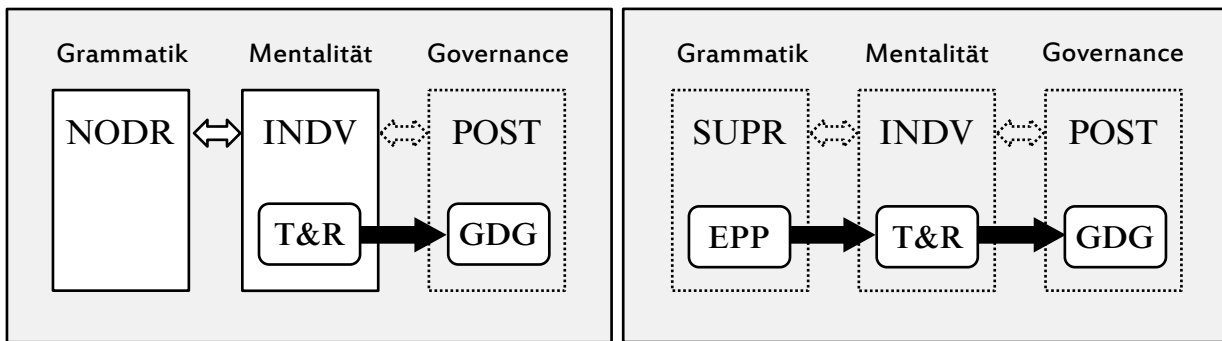 Grammatik Mentalität Governance
NODR INDV POST
T&R GDG
Grammatik Mentalität Governance
SUPR INDV POST
EPP T&R GDG